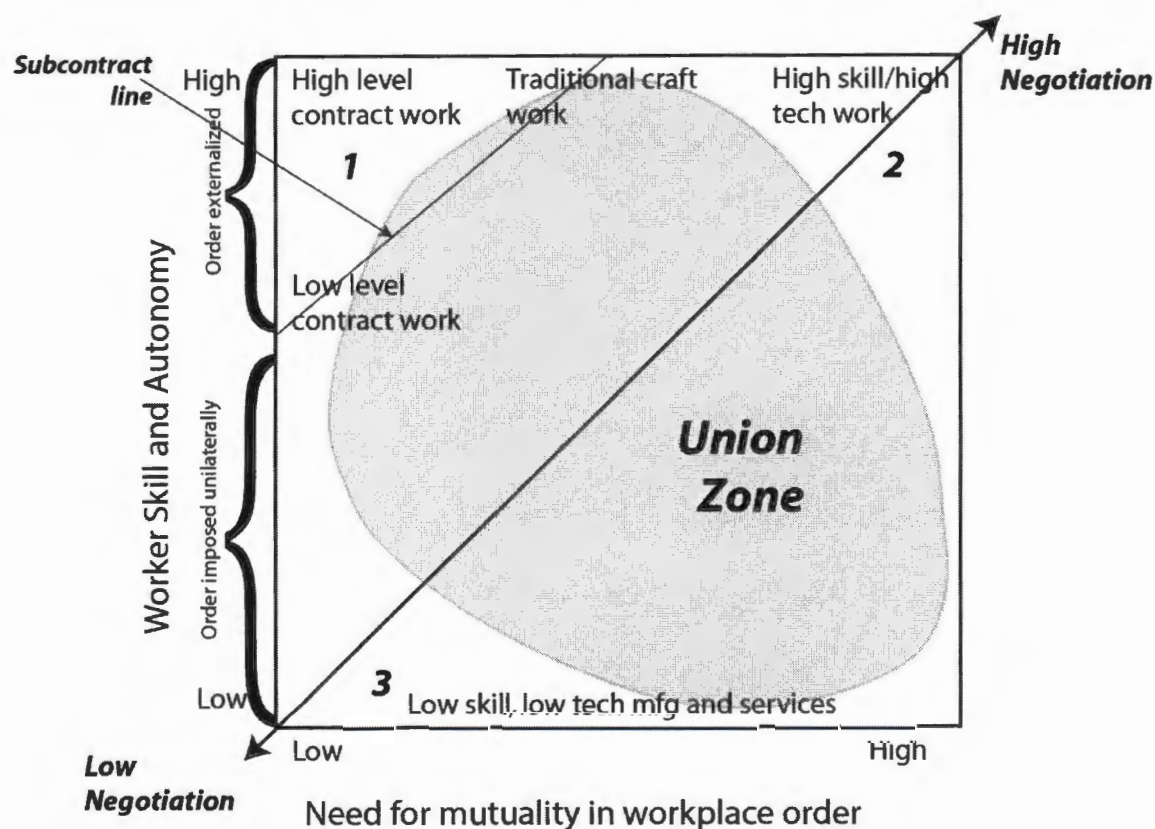 High
Negotiation
Subcontract
line
High
High level
contract work
Traditional craft
work
High skill/high
tech work
1
2
Order externalized
Low level
contract work
Worker Skill and Autonomy
Order imposed unilaterally
Union
Zone
3
Low
Low skill, low tech mfg and services
Low
High
Low
Negotiation
Need for mutuality in workplace order